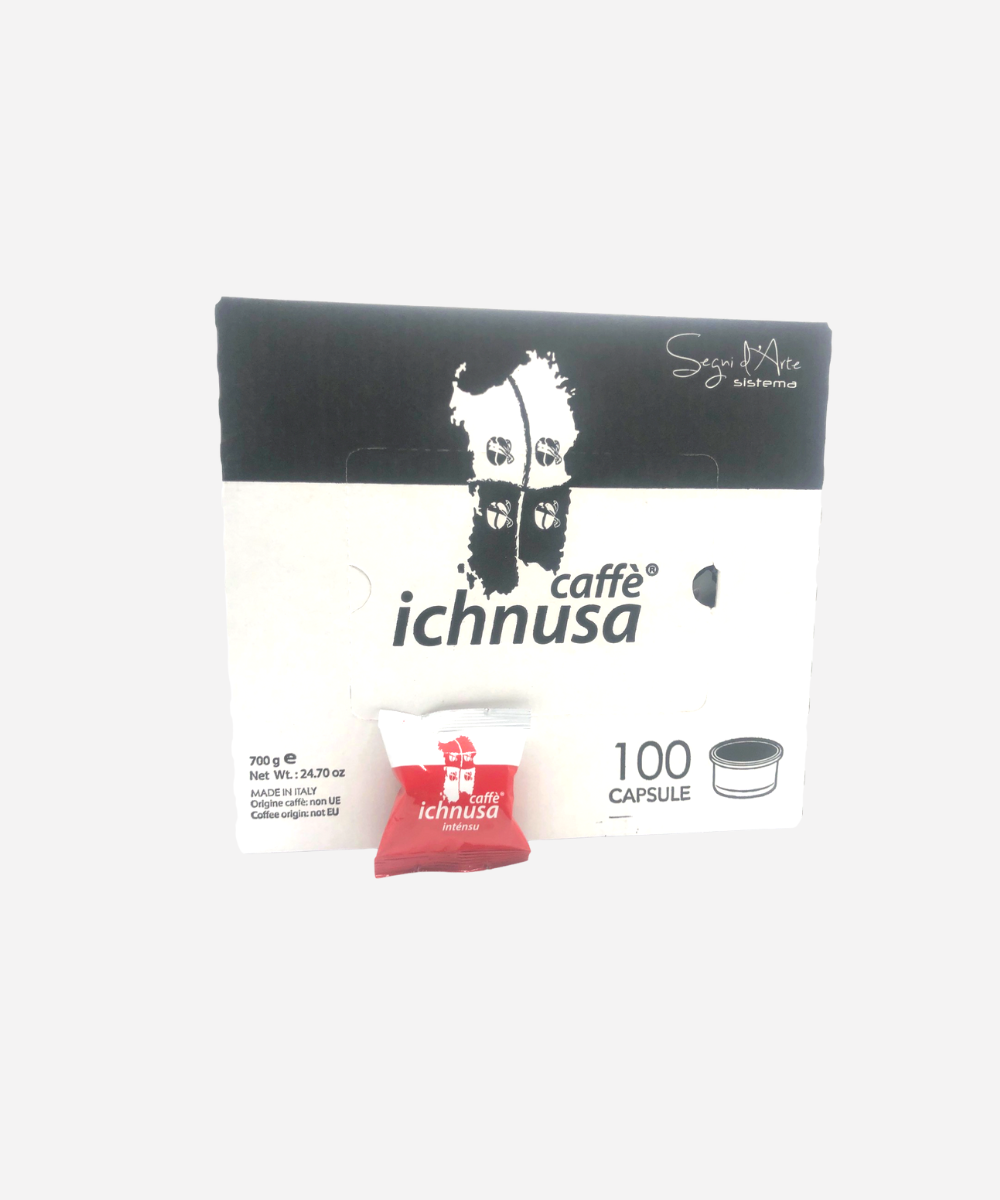 Segni d'Arte
sistema
caffè®
ichnusa
700 g e
Net Wt.: 24.70 oz
MADE IN ITALY
Origine caffè: non UE
Coffee origin: not EU
100
CAPSULE
caffè®
ichnusa
inténsu